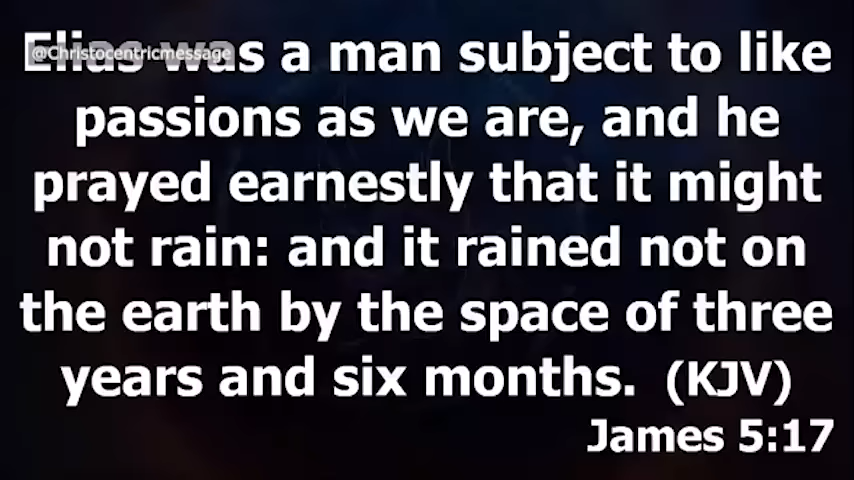 @Christocentricmessage
Elias was a man subject to like
passions as we are, and he
prayed earnestly that it might
not rain: and it rained not on
the earth by the space of three
years and six months. (KJV)
James 5:17